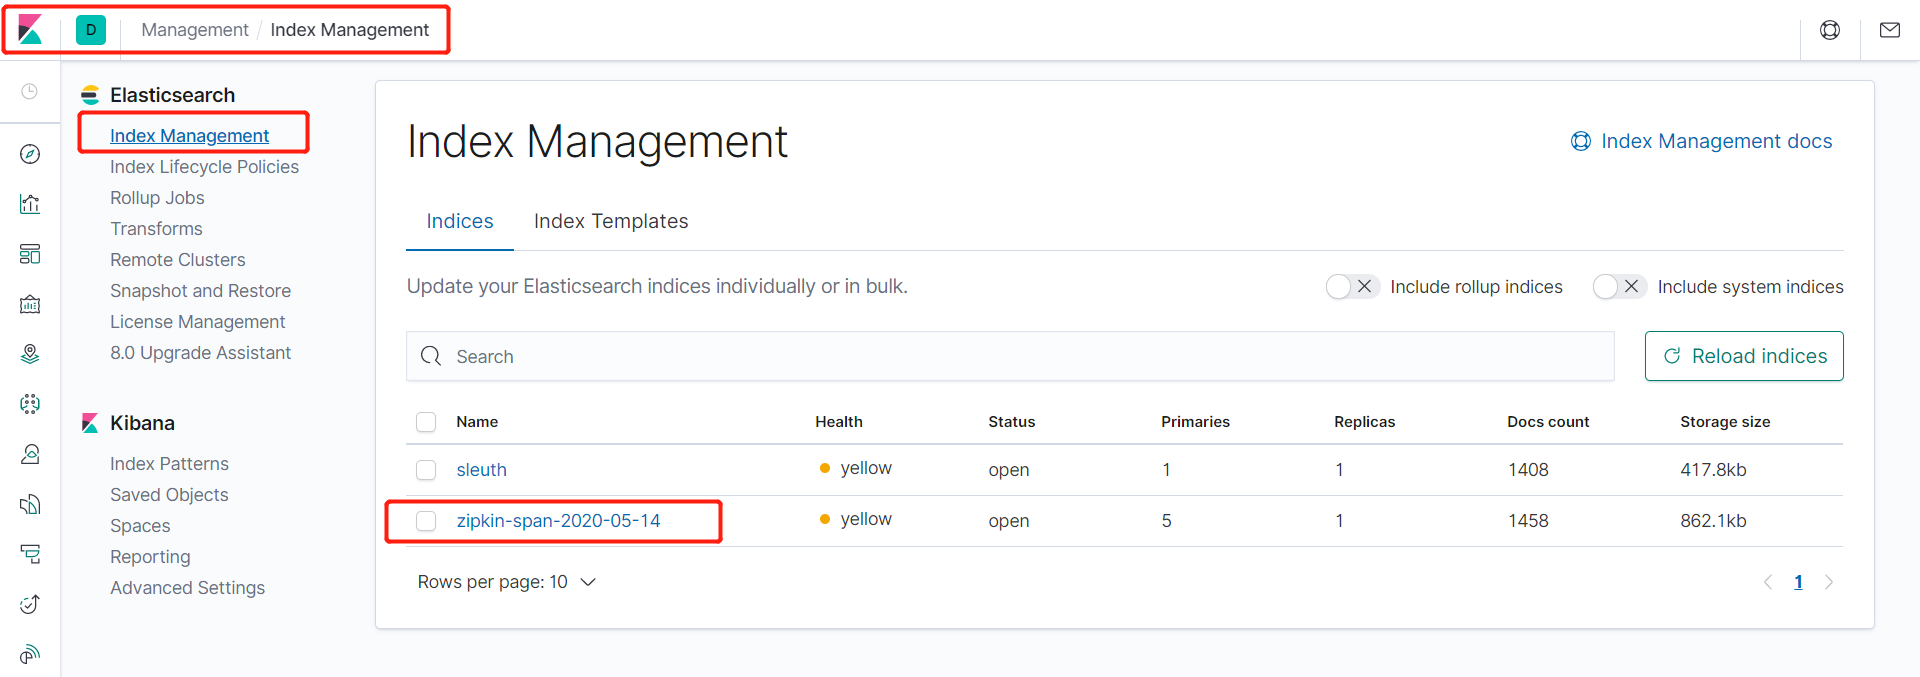 D Management / Index Management
Elasticsearch
Index Management
Index Lifecycle Policies
Rollup Jobs
Transforms
Remote Clusters
Snapshot and Restore
License Management
8.0 Upgrade Assistant
Kibana
Index Patterns
Saved Objects
Spaces
Reporting
Advanced Settings
Index Management
Index Management docs
Indices Index Templates
Update your Elasticsearch indices individually or in bulk.
Include rollup indices Include system indices
Search
Reload indices
Name Health Status Primaries Replicas Docs count Storage size
sleuth yellow open 1 1 1408 417.8kb
zipkin-span-2020-05-14 yellow open 5 1 1458 862.1kb
Rows per page: 10
1